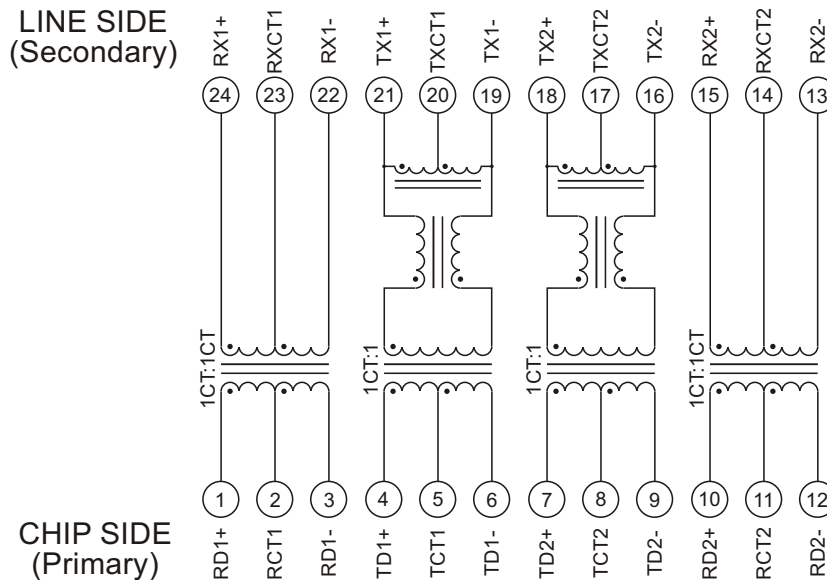 LINE SIDE
(Secondary)
RX1+
RXCT1
RX1-
TX1+
TXCT1
TX1-
TX2+
TXCT2
TX2-
RX2+
RXCT2
RX2-
24
23
22
21
20
19
18
17
16
15
14
13
1CT:1CT
1CT:1
1CT:1
1CT:1CT
1
2
3
4
5
6
7
8
9
10
11
12
CHIP SIDE
(Primary)
RD1+
RCT1
RD1-
TD1+
TCT1
TD1-
TD2+
TCT2
TD2-
RD2+
RCT2
RD2-